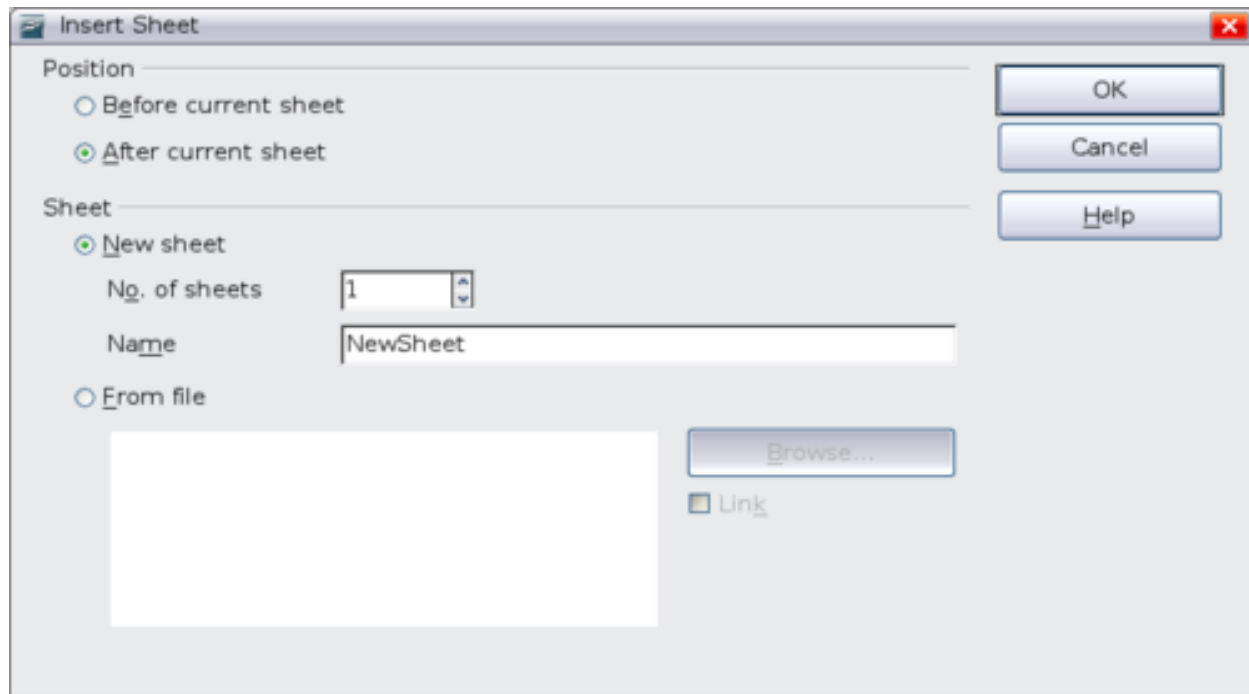 Insert Sheet
Position
Before current sheet
OK
After current sheet
Cancel
Sheet
Help
New sheet
No. of sheets 1
Name NewSheet
From file
Browse...
Link